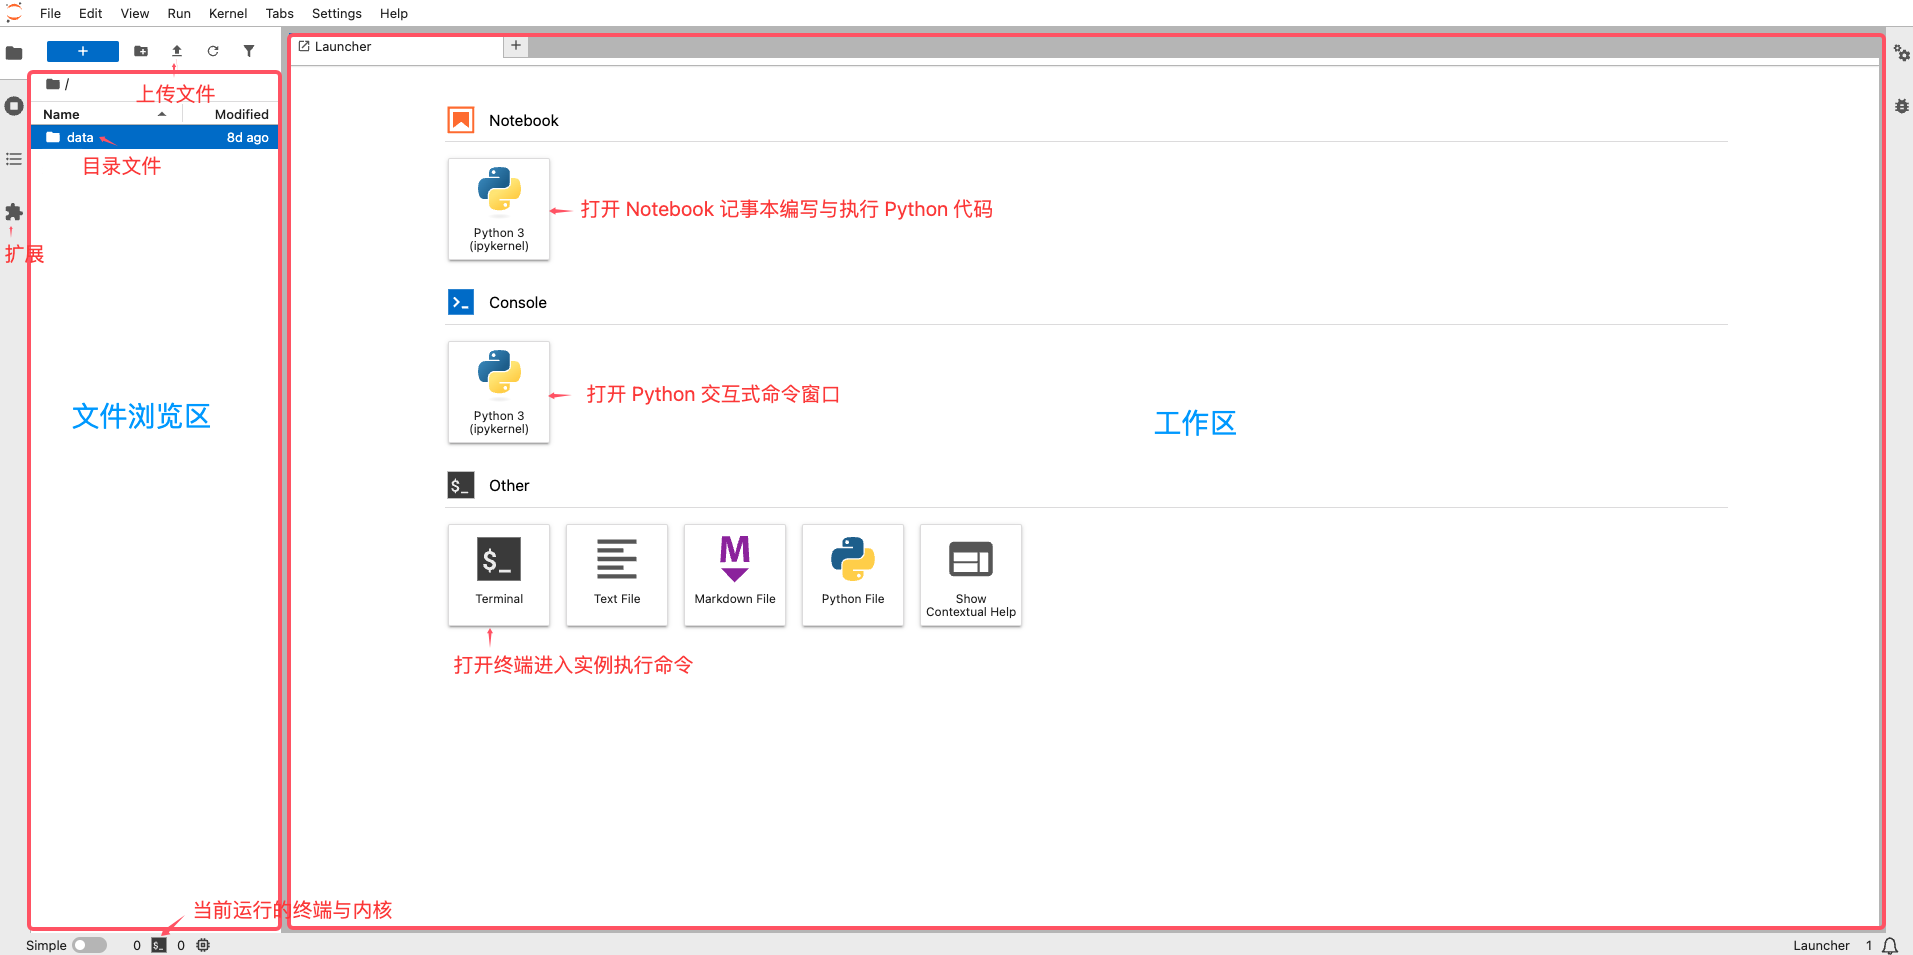 File Edit View Run Kernel Tabs Settings Help
+
Launcher
+
/
上传文件
Name Modified
data 8d ago
目录文件
扩展
文件浏览区
Notebook
Python 3
(ipykernel)
打开 Notebook 记事本编写与执行 Python 代码
Console
Python 3
(ipykernel)
打开 Python 交互式命令窗口
工作区
$_ Other
$_
Terminal
Text File
M
Markdown File
Python File
Show
Contextual Help
打开终端进入实例执行命令
当前运行的终端与内核
Simple 0 $_ 0
Launcher 1